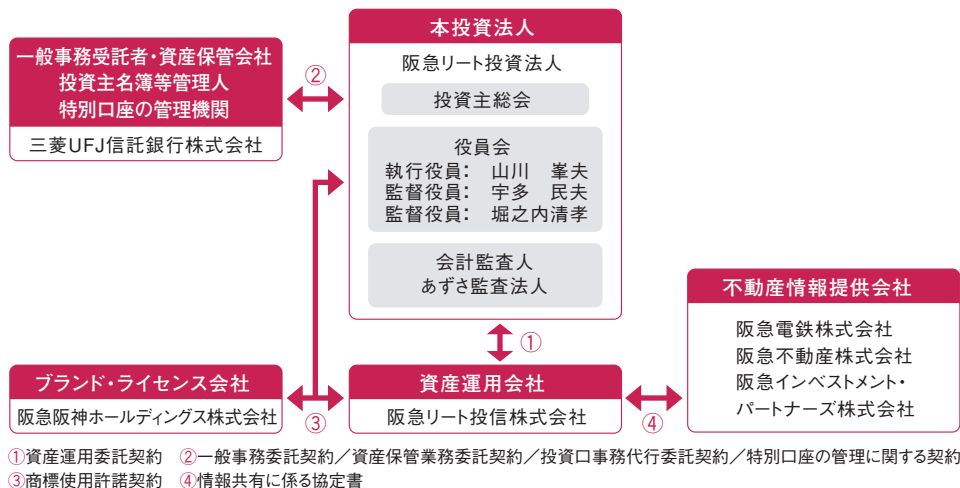 一般事務受託者・資産保管会社
投資主名簿等管理人
特別口座の管理機関
三菱UFJ信託銀行株式会社
②
本投資法人
阪急リート投資法人
投資主総会
役員会
執行役員： 山川 峯夫
監督役員： 宇多 民夫
監督役員： 堀之内清孝
会計監査人
あずさ監査法人
①
不動産情報提供会社
阪急電鉄株式会社
阪急不動産株式会社
阪急インベストメント・
パートナーズ株式会社
ブランド・ライセンス会社
阪急阪神ホールディングス株式会社
③
資産運用会社
阪急リート投信株式会社
④
①資産運用委託契約 ②一般事務委託契約／資産保管業務委託契約／投資口事務代行委託契約／特別口座の管理に関する契約
③商標使用許諾契約 ④情報共有に係る協定書